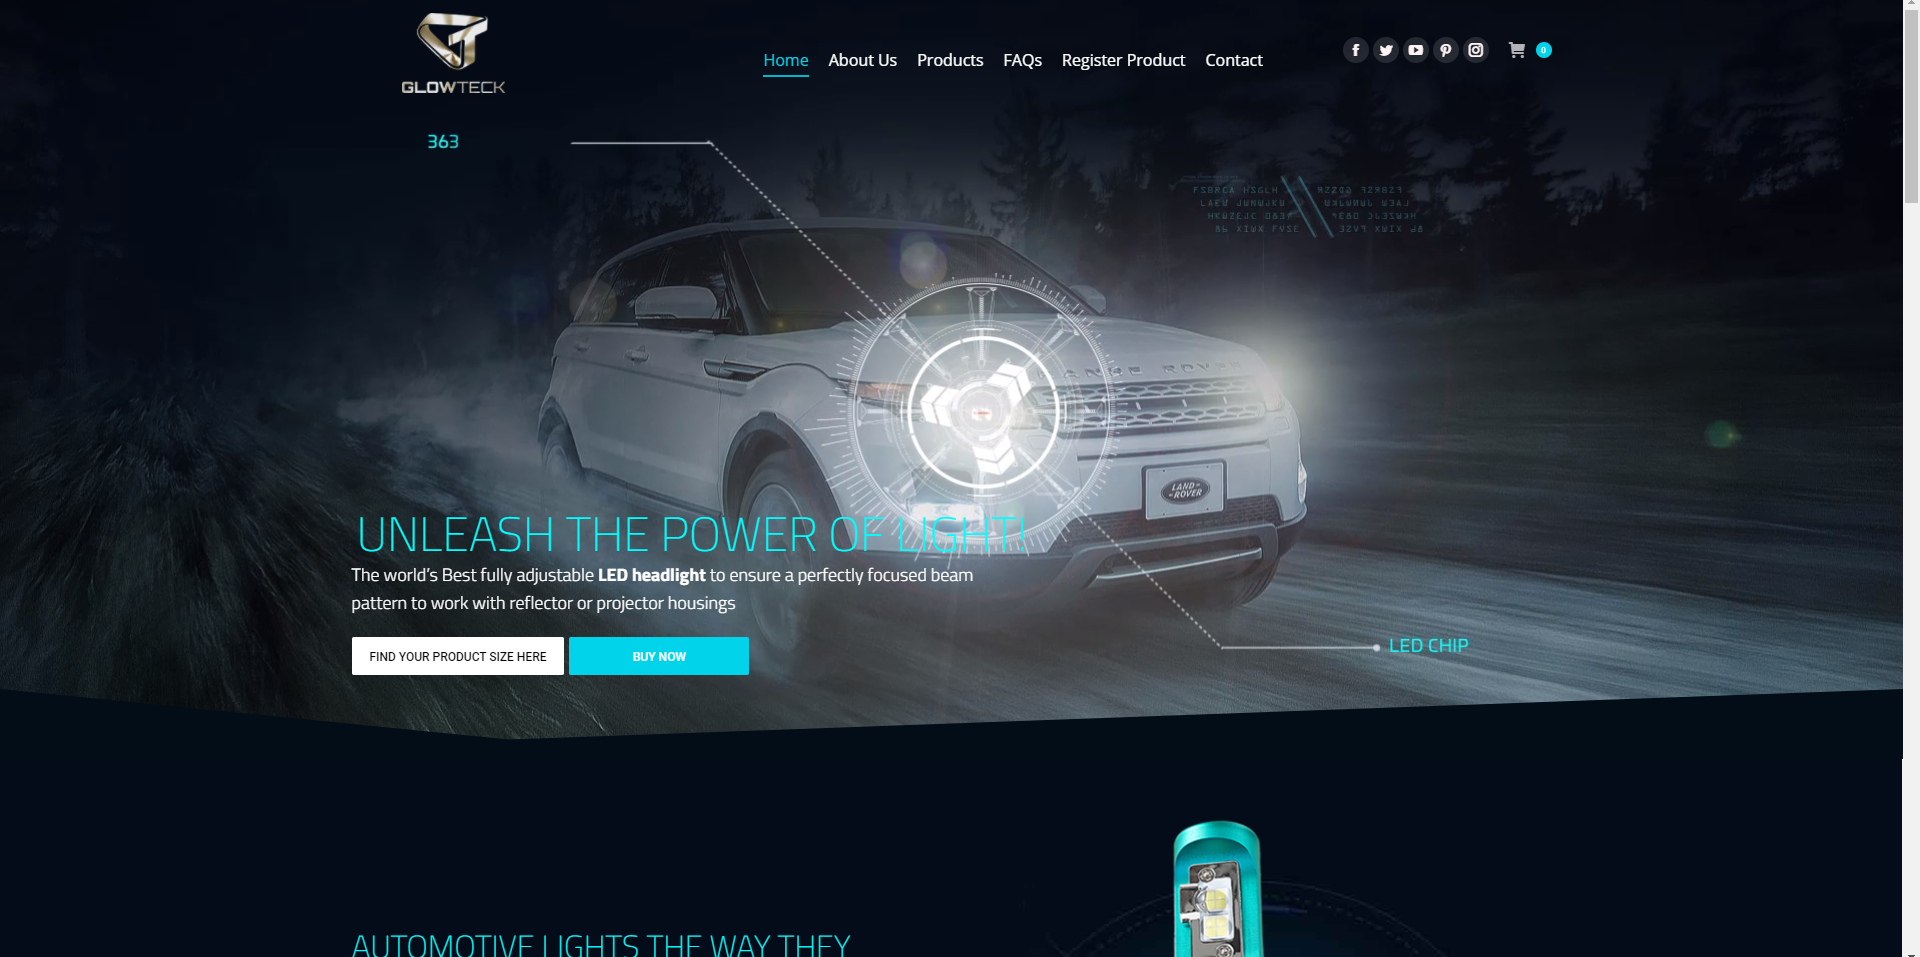 GLOWTECK
Home About Us Products FAQs Register Product Contact
0
363
RANGE ROVER
LAND
ROVER
UNLEASH THE POWER OF LIGHT!
The world's Best fully adjustable LED headlight to ensure a perfectly focused beam
pattern to work with reflector or projector housings
FIND YOUR PRODUCT SIZE HERE
BUY NOW
LED CHIP
AUTOMOTIVE LIGHTS THE WAY THEY